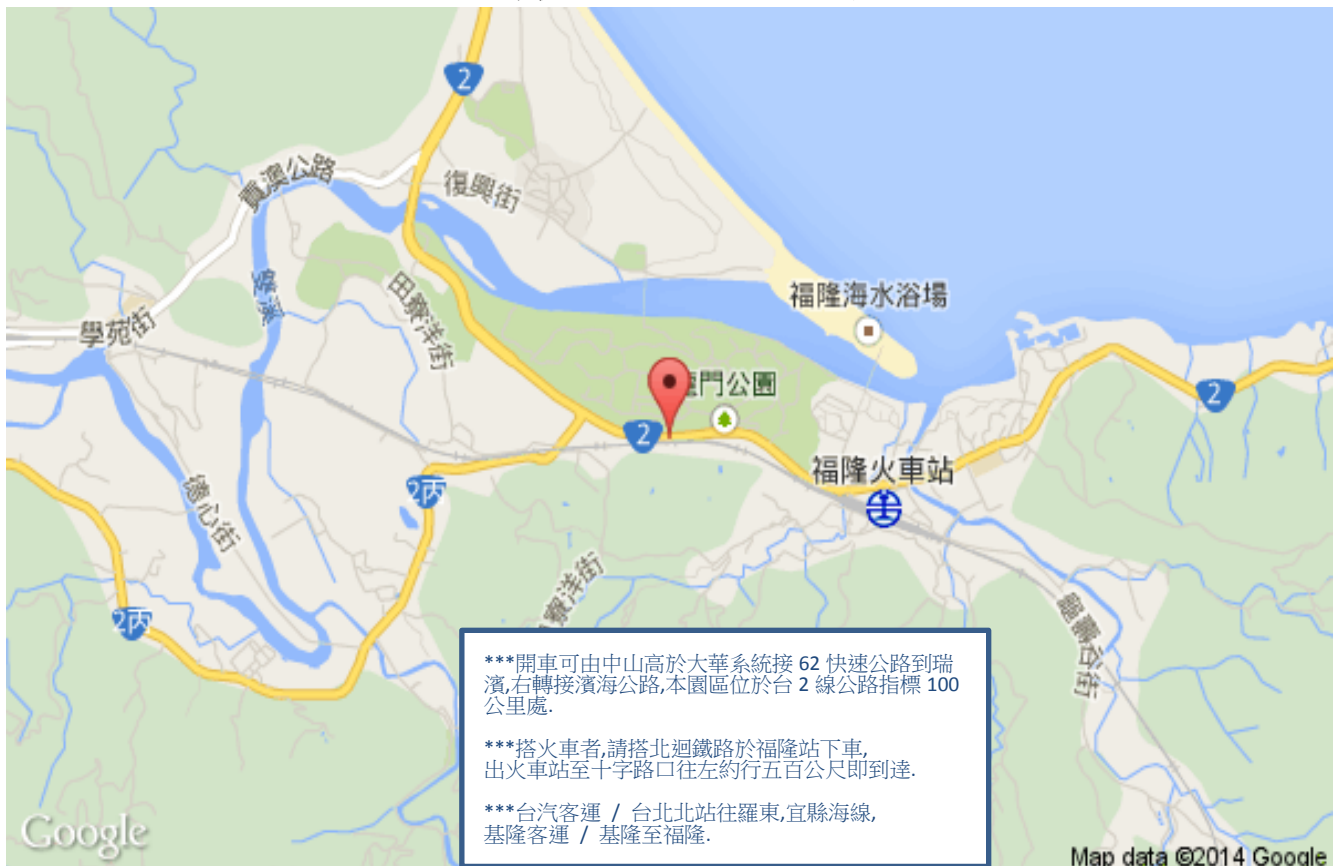 2
貢澳公路
復興街
雙溪
田寮洋街
福隆海水浴場
學苑街
龍門公園
2
2
福隆火車站
2丙
德心街
寮洋街
2丙
龍壽谷街
***開車可由中山高於大華系統接 62 快速公路到瑞
濱,右轉接濱海公路,本園區位於台 2 線公路指標 100
公里處.
***搭火車者,請搭北迴鐵路於福隆站下車,
出火車站至十字路口往左約行五百公尺即到達.
***台汽客運 / 台北北站往羅東,宜縣海線,
基隆客運 / 基隆至福隆.
Google
Map data ©2014 Google